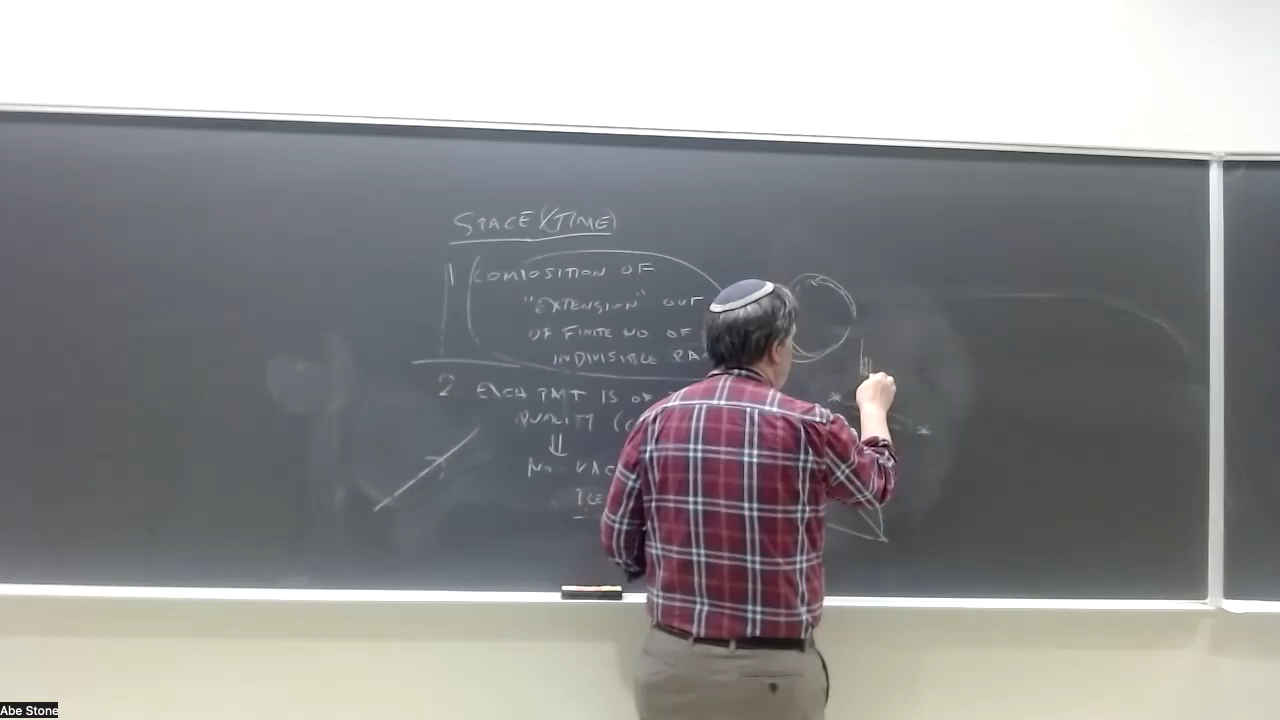 SPACE (TIME)
1 COMPOSITION OF
"EXTENSION" OUT
OF FINITE NO OF
INDIVISIBLE PA
2 EACH PART IS OF
QUALITY (C
⇓
NO VAC
Abe Stone